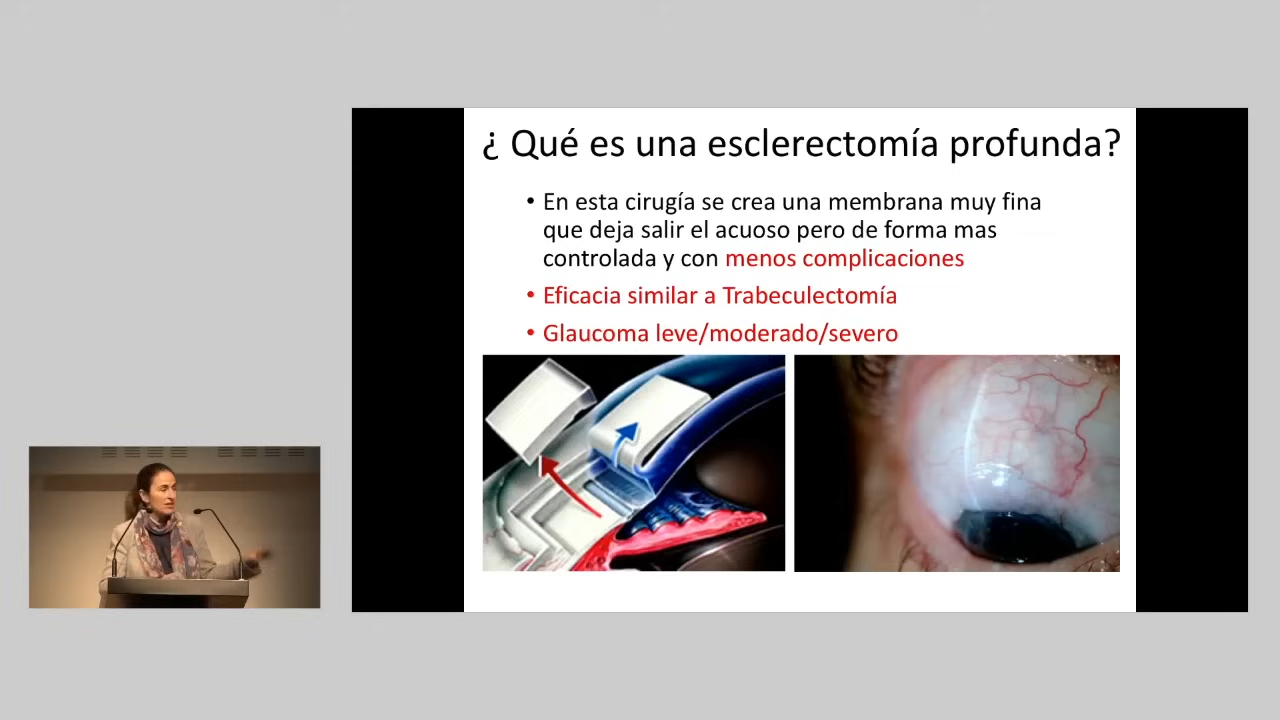 ¿ Qué es una esclerectomía profunda?
• En esta cirugía se crea una membrana muy fina
que deja salir el acuoso pero de forma mas
controlada y con menos complicaciones
• Eficacia similar a Trabeculectomía
• Glaucoma leve/moderado/severo